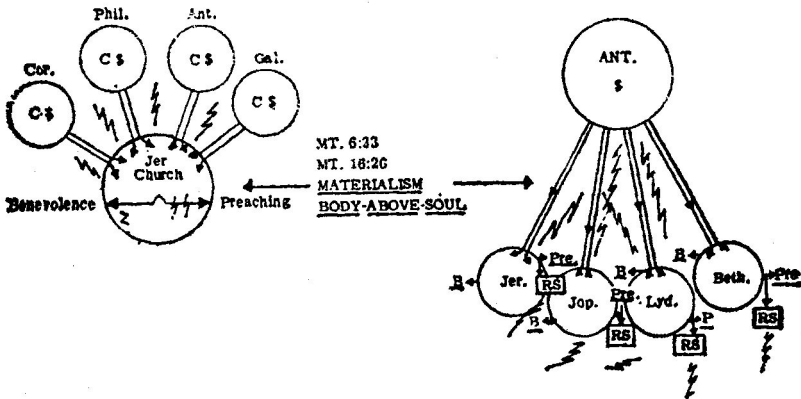 Phil.
Ant.
Cor.
Gal.
C $
C $
C $
C $
Jer
Church
Benevolence
Preaching
Z
MT. 6:33
MT. 16:26
MATERIALISM
BODY-ABOVE-SOUL
ANT.
$
B
Jer.
Pre.
RS
B
Jop.
Pre.
RS
B
Lyd.
P
RS
B
Beth.
Pre.
RS